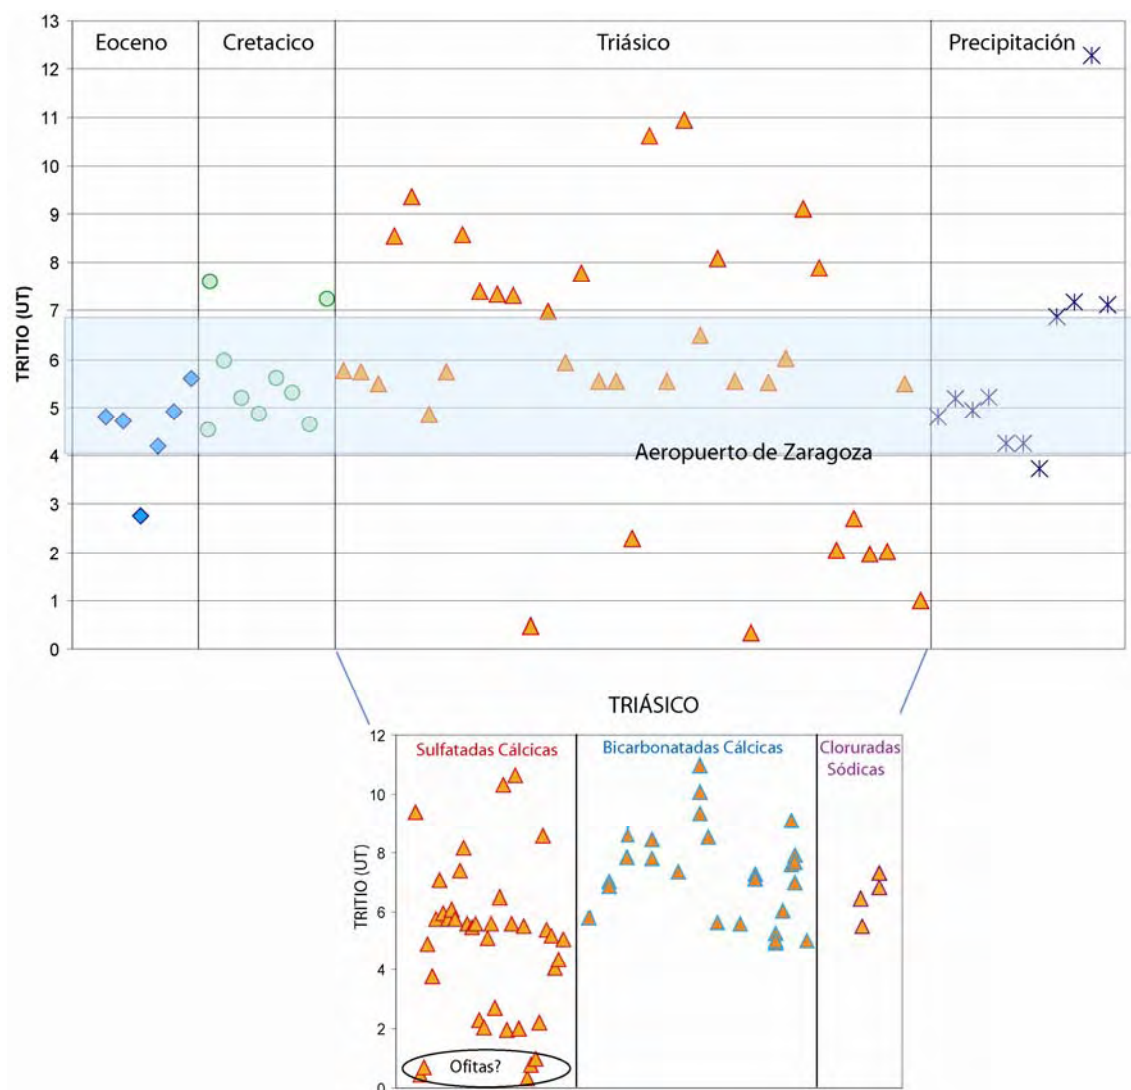 13
Eoceno
Cretacico
Triásico
Precipitación
12
11
10
9
8
7
6
5
4
3
2
1
0
TRITIO (UT)
Aeropuerto de Zaragoza
TRIÁSICO
12
10
8
6
4
2
0
TRITIO (UT)
Sulfatadas Cálcicas
Bicarbonatadas Cálcicas
Cloruradas
Sódicas
Ofitas?